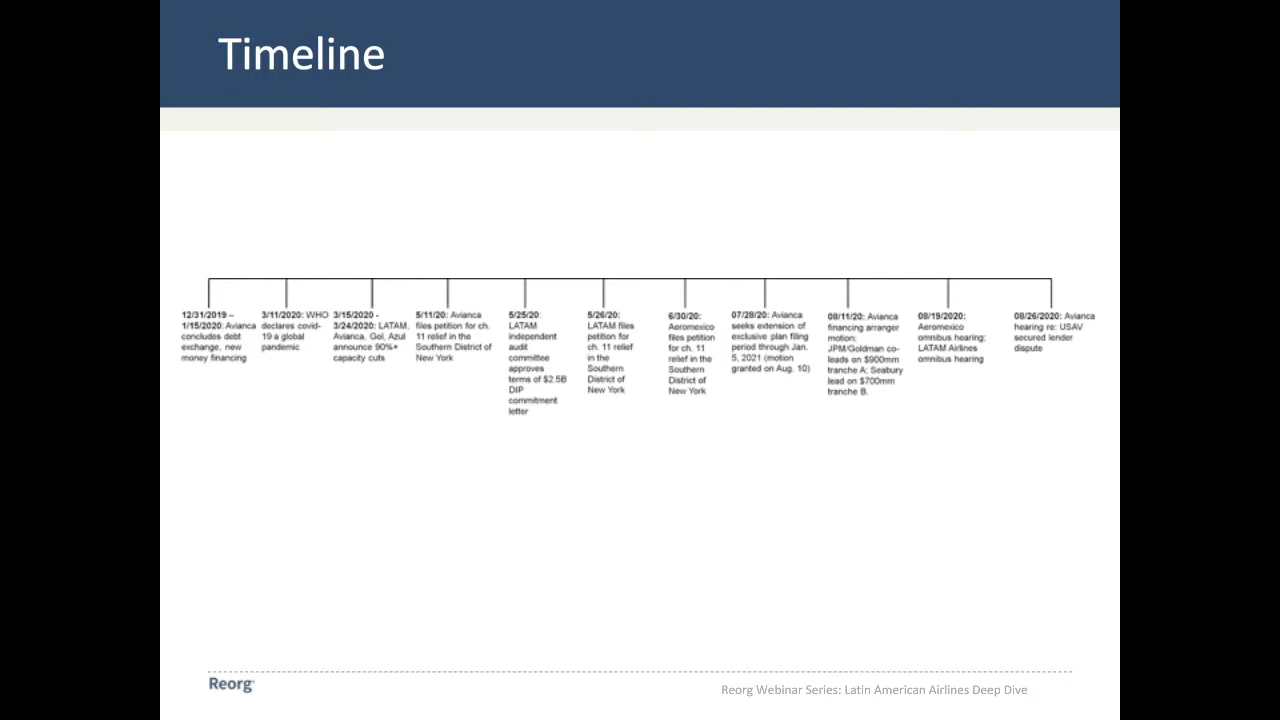 Timeline
12/31/2019 –
1/15/2020: Avianca
concludes debt
exchange, new
money financing
3/11/2020: WHO
declares covid-
19 a global
pandemic
3/15/2020 -
3/24/2020: LATAM,
Avianca, Gol, Azul
announce 90%+
capacity cuts
5/11/20: Avianca
files petition for ch.
11 relief in the
Southern District of
New York
5/25/20:
LATAM
independent
audit
committee
approves
terms of $2.5B
DIP
commitment
letter
5/26/20:
LATAM files
petition for
ch. 11 relief
in the
Southern
District of
New York
6/30/20:
Aeromexico
files petition
for ch. 11
relief in the
Southern
District of
New York
07/28/20: Avianca
seeks extension of
exclusive plan filing
period through Jan.
5, 2021 (motion
granted on Aug. 10)
08/11/20: Avianca
financing arranger
motion:
JPM/Goldman co-
leads on $900mm
tranche A; Seabury
lead on $700mm
tranche B.
08/19/2020:
Aeromexico
omnibus hearing;
LATAM Airlines
omnibus hearing
08/26/2020: Avianca
hearing re: USAV
secured lender
dispute
Reorg
Reorg Webinar Series: Latin American Airlines Deep Dive